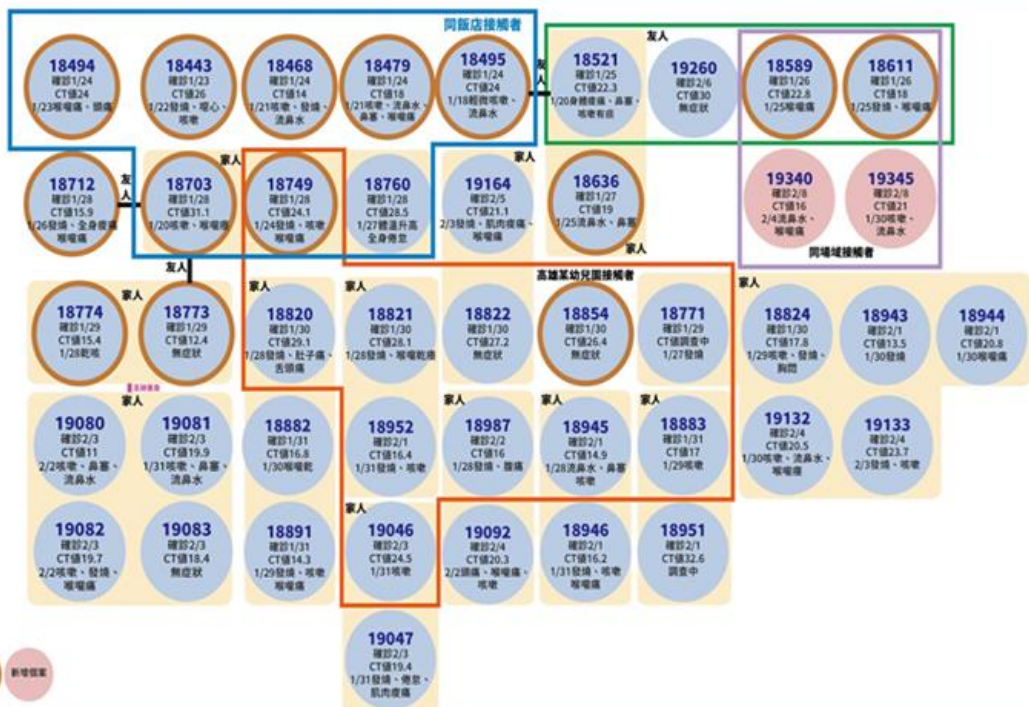 同飯店接觸者
18494
確診1/24
CT值24
1/23喉嚨痛、頭痛
18443
確診1/23
CT值26
1/22發燒、噁心、
咳嗽
18468
確診1/24
CT值14
1/21咳嗽、發燒、
流鼻水
18479
確診1/24
CT值18
1/21咳嗽、流鼻水、
鼻塞、喉嚨痛
18495
確診1/24
CT值24
1/18輕微咳嗽、
流鼻水
友人
18521
確診1/25
CT值22.3
1/20身體痠痛、鼻塞、
咳嗽有痰
友人
19260
確診2/6
CT值30
無症狀
18589
確診1/26
CT值22.8
1/25喉嚨痛
18611
確診1/26
CT值18
1/25發燒、喉嚨痛
18712
確診1/28
CT值15.9
1/26發燒、全身痠痛
喉嚨痛
友人
家人
18703
確診1/28
CT值31.1
1/20咳嗽、喉嚨癢
18749
確診1/28
CT值24.1
1/24發燒、咳嗽
喉嚨痛
18760
確診1/28
CT值28.5
1/27體溫升高
全身倦怠
家人
19164
確診2/5
CT值21.1
2/3發燒、肌肉痠痛、
喉嚨痛
18636
確診1/27
CT值19
1/25流鼻水、鼻塞
家人
19340
確診2/8
CT值16
2/4流鼻水、
喉嚨痛
19345
確診2/8
CT值21
1/30咳嗽、
流鼻水
同場域接觸者
友人
高雄某幼兒園接觸者
家人
18774
確診1/29
CT值15.4
1/28乾咳
18773
確診1/29
CT值12.4
無症狀
家人
18820
確診1/30
CT值29.1
1/28發燒、肚子痛、
舌頭痛
家人
18821
確診1/30
CT值28.1
1/28發燒、喉嚨乾癢
18822
確診1/30
CT值27.2
無症狀
18854
確診1/30
CT值26.4
無症狀
18771
確診1/29
CT值調查中
1/27發燒
家人
18824
確診1/30
CT值17.8
1/29咳嗽、發燒、
胸悶
18943
確診2/1
CT值13.5
1/30發燒
18944
確診2/1
CT值20.8
1/30喉嚨痛
家人
19080
確診2/3
CT值11
2/2咳嗽、鼻塞、
流鼻水
19081
確診2/3
CT值19.9
1/31咳嗽、鼻塞、
流鼻水
18882
確診1/31
CT值16.8
1/30喉嚨乾
18952
確診2/1
CT值16.4
1/31發燒、咳嗽
家人
18987
確診2/2
CT值16
1/28發燒、腹痛
家人
18945
確診2/1
CT值14.9
1/28流鼻水、鼻塞
咳嗽
家人
18883
確診1/31
CT值17
1/29咳嗽
19132
確診2/4
CT值20.5
1/30咳嗽、流鼻水、
喉嚨癢
19133
確診2/4
CT值23.7
2/3發燒、咳嗽
19082
確診2/3
CT值19.7
2/2咳嗽、發燒、
喉嚨痛
19083
確診2/3
CT值18.4
無症狀
18891
確診1/31
CT值14.3
1/29發燒、咳嗽
喉嚨痛
家人
19046
確診2/3
CT值24.5
1/31咳嗽
19092
確診2/4
CT值20.3
2/2頭痛、喉嚨痛、
咳嗽
18946
確診2/1
CT值16.2
1/31發燒、咳嗽
喉嚨痛
18951
確診2/1
CT值32.6
調查中
19047
確診2/3
CT值19.4
1/31發燒、倦怠、
肌肉痠痛
新增個案